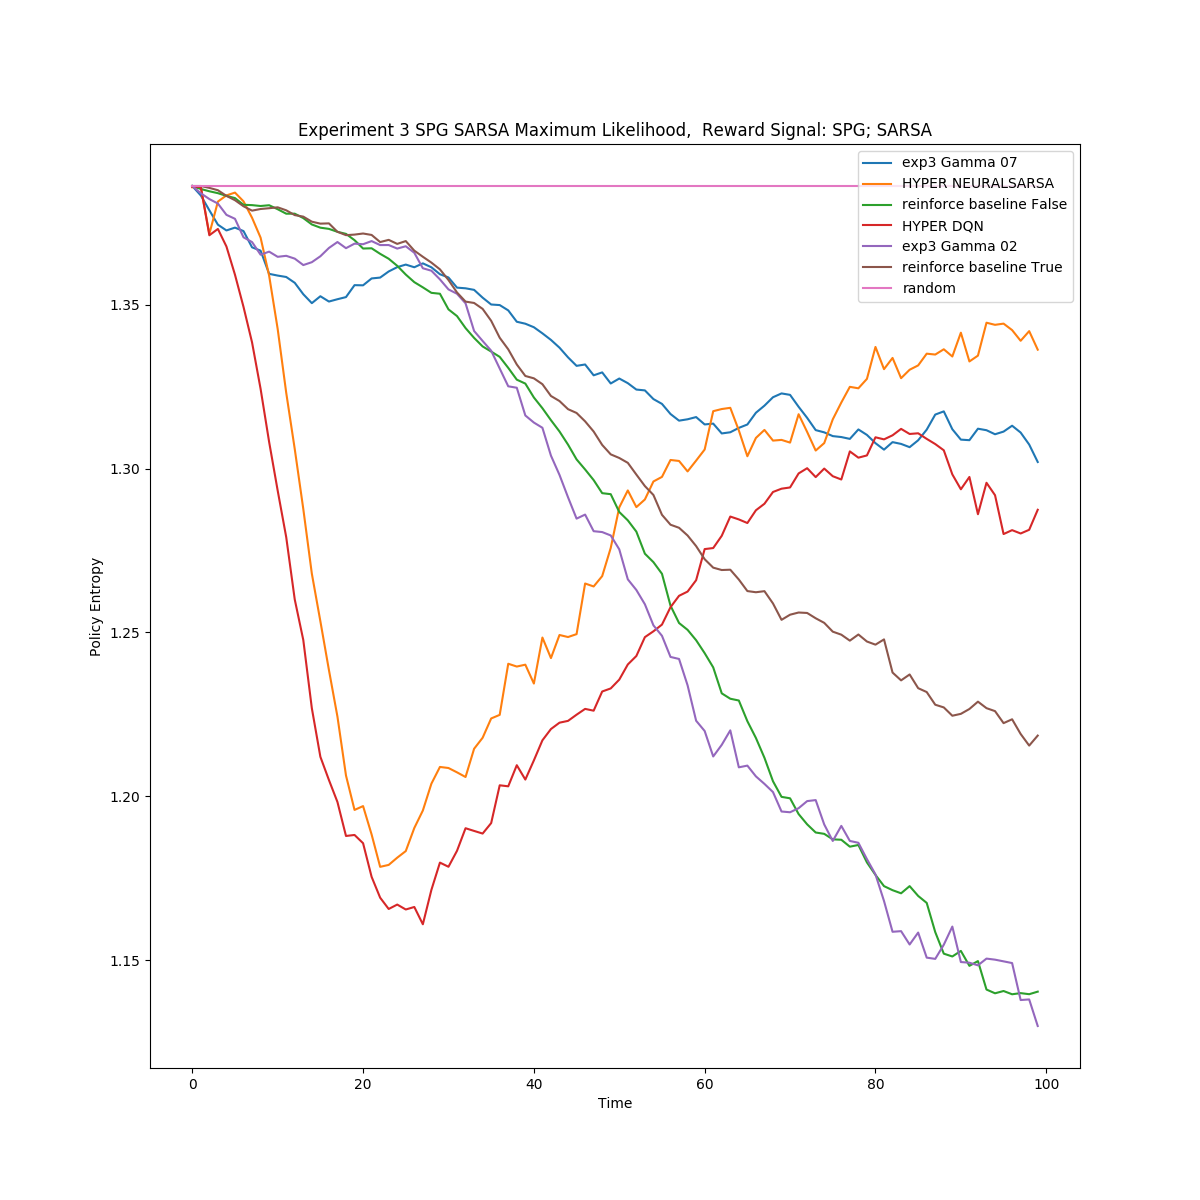 Experiment 3 SPG SARSA Maximum Likelihood,  Reward Signal: SPG; SARSA
exp3 Gamma 07
HYPER NEURALSARSA
reinforce baseline False
HYPER DQN
exp3 Gamma 02
reinforce baseline True
random
1.35
1.30
1.25
1.20
1.15
Policy Entropy
0 20 40 60 80 100
Time